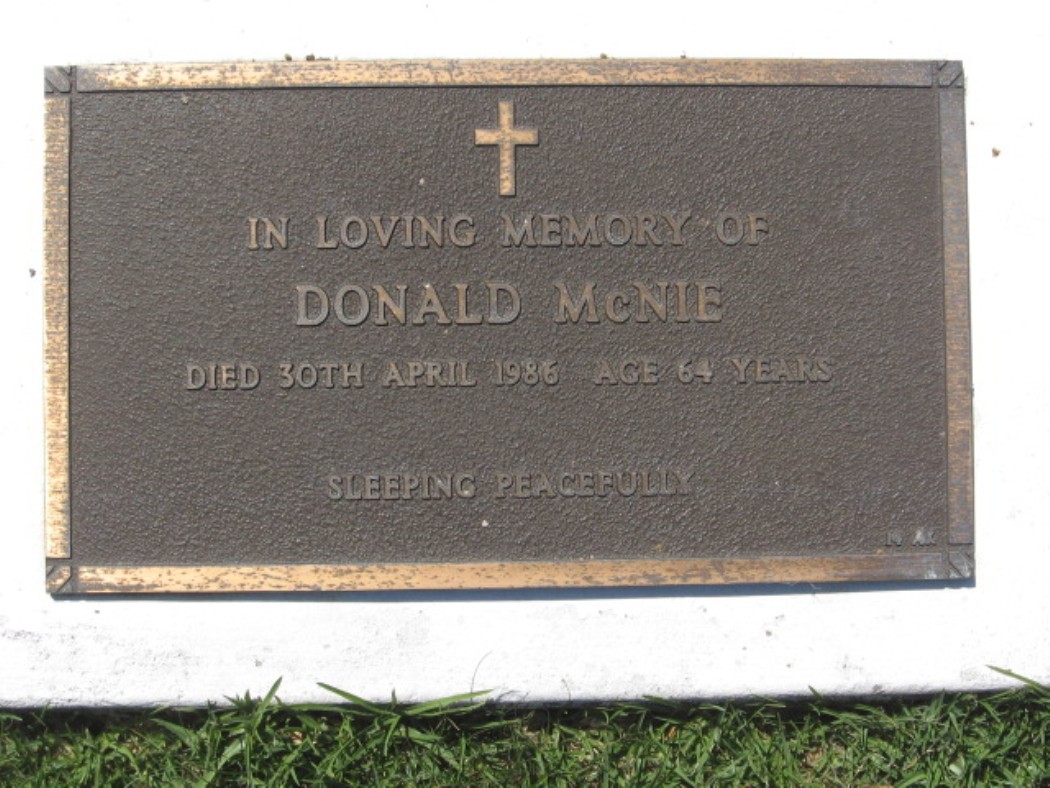 IN LOVING MEMORY OF
DONALD McNIE
DIED 30TH APRIL 1986 AGE 64 YEARS
SLEEPING PEACEFULLY